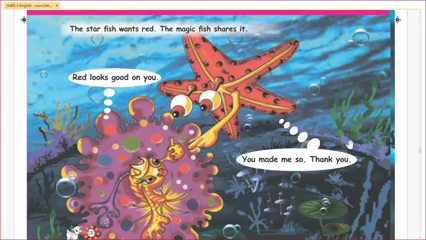 The star fish wants red. The magic fish shares it.
Red looks good on you.
You made me so. Thank you.